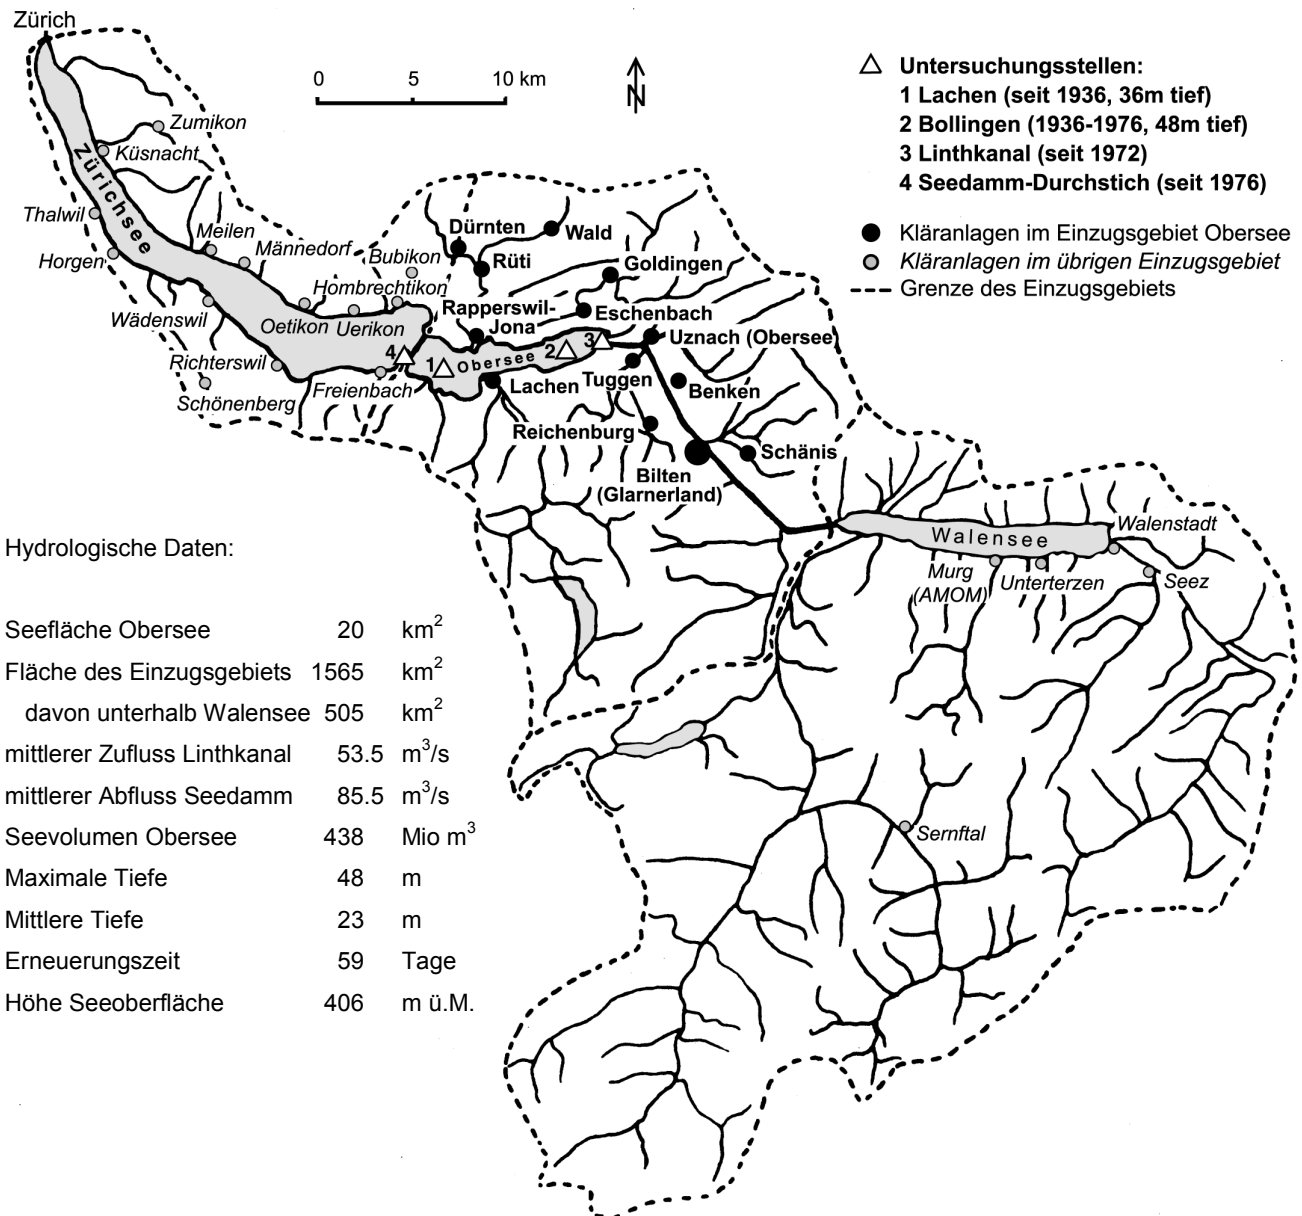 Zürich
0 5 10 km
N
Untersuchungsstellen:
1 Lachen (seit 1936, 36m tief)
2 Bollingen (1936-1976, 48m tief)
3 Linthkanal (seit 1972)
4 Seedamm-Durchstich (seit 1976)
Kläranlagen im Einzugsgebiet Obersee
Kläranlagen im übrigen Einzugsgebiet
Grenze des Einzugsgebiets
Zumikon
Küsnacht
Zürichsee
Thalwil
Horgen
Meilen
Männedorf
Bubikon
Hombrechtikon
Wädenswil
Oetikon
Uerikon
Richterswil
Schönenberg
Freienbach
Dürnten
Wald
Rüti
Goldingen
Rapperswil-
Jona
Eschenbach
Uznach (Obersee)
4
1
Obersee
2
3
Lachen
Tuggen
Benken
Reichenburg
Schänis
Bilten
(Glarnerland)
Walensee
Walenstadt
Murg
(AMOM)
Unterterzen
Seez
Sernftal
Hydrologische Daten:
Seefläche Obersee 20 km²
Fläche des Einzugsgebiets 1565 km²
davon unterhalb Walensee 505 km²
mittlerer Zufluss Linthkanal 53.5 m³/s
mittlerer Abfluss Seedamm 85.5 m³/s
Seevolumen Obersee 438 Mio m³
Maximale Tiefe 48 m
Mittlere Tiefe 23 m
Erneuerungszeit 59 Tage
Höhe Seeoberfläche 406 m ü.M.